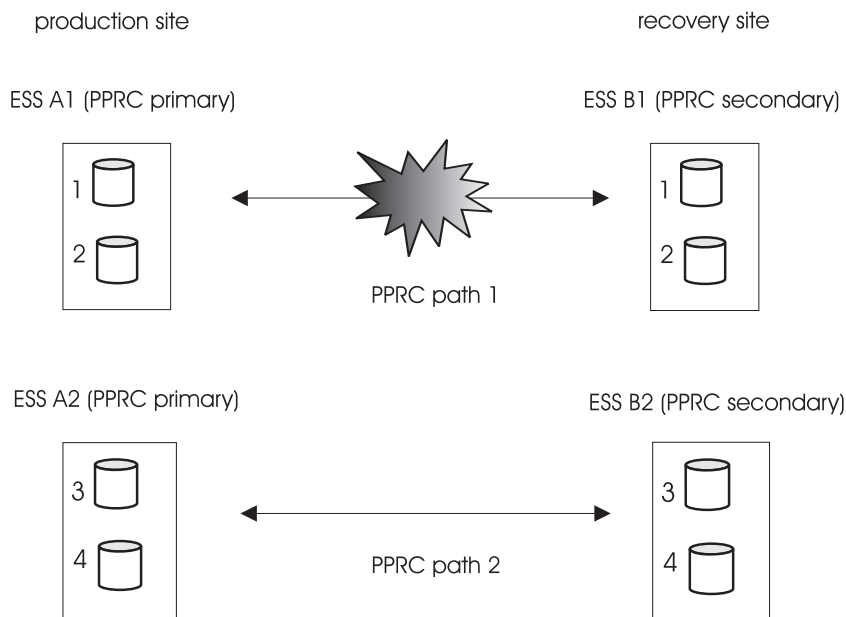 production site
recovery site
ESS A1 (PPRC primary)
ESS B1 (PPRC secondary)
1
2
PPRC path 1
1
2
ESS A2 (PPRC primary)
ESS B2 (PPRC secondary)
3
4
PPRC path 2
3
4